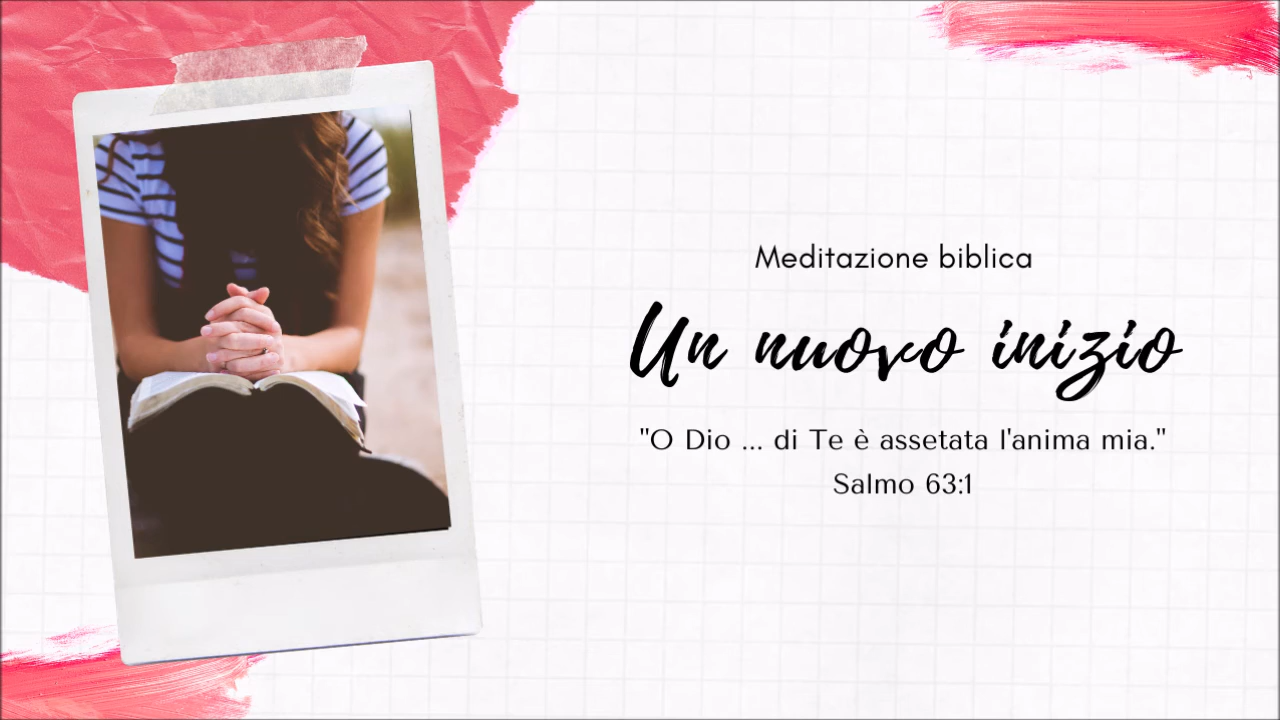 Meditazione biblica
Un nuovo inizio
"O Dio ... di Te è assetata l'anima mia."
Salmo 63:1